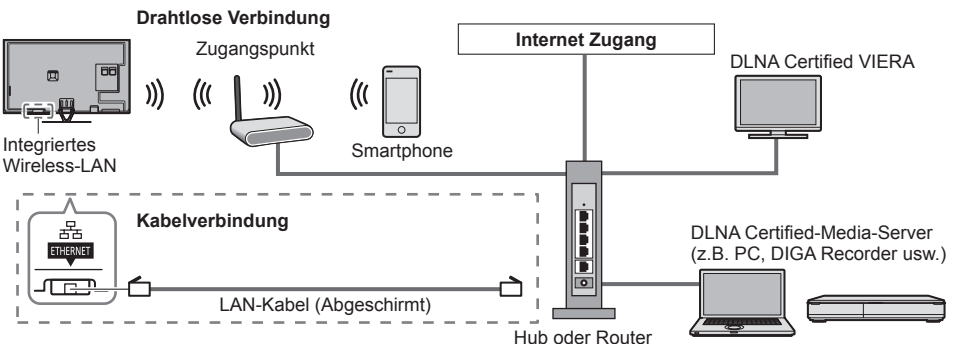 Drahtlose Verbindung
Zugangspunkt
Internet Zugang
DLNA Certified VIERA
Integriertes
Wireless-LAN
Smartphone
Kabelverbindung
ETHERNET
LAN-Kabel (Abgeschirmt)
DLNA Certified-Media-Server
(z.B. PC, DIGA Recorder usw.)
Hub oder Router